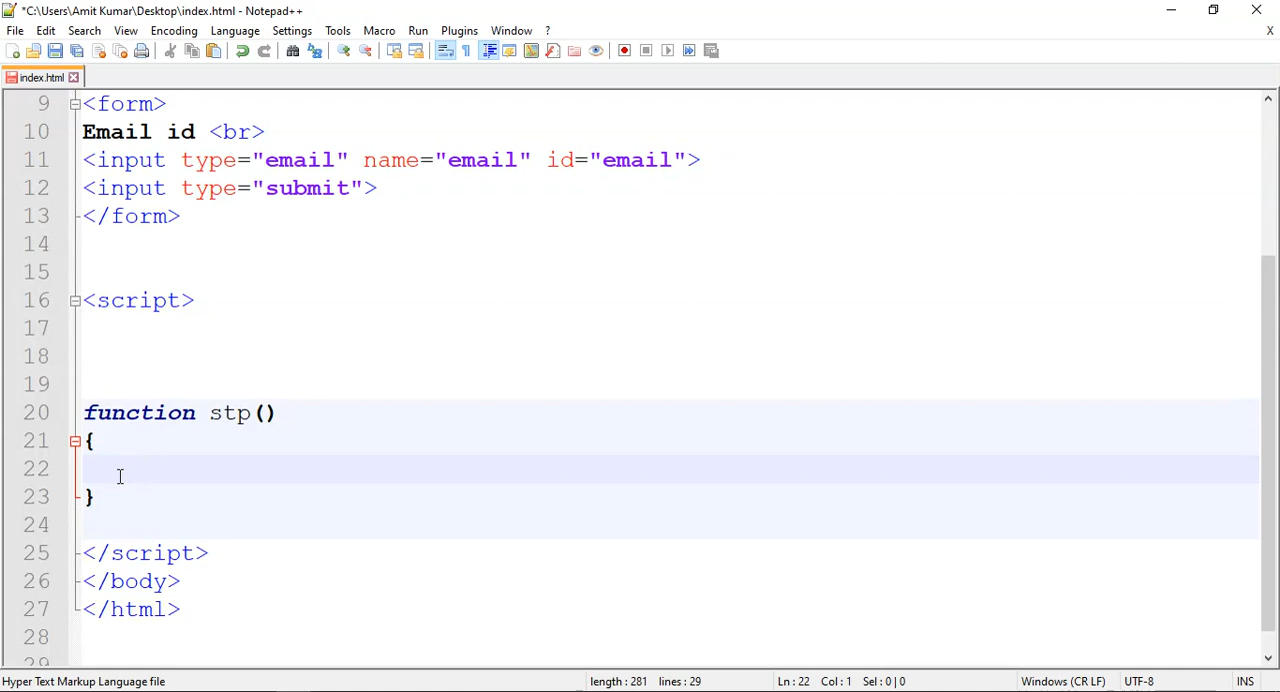 *C:\Users\Amit Kumar\Desktop\index.html - Notepad++
File Edit Search View Encoding Language Settings Tools Macro Run Plugins Window ? X
index.html
9 <form>
10 Email id <br>
11 <input type="email" name="email" id="email">
12 <input type="submit">
13 </form>
14
15
16 <script>
17
18
19
20 function stp()
21 {
22
23 }
24
25 </script>
26 </body>
27 </html>
28
29
Hyper Text Markup Language file length : 281 lines : 29 Ln : 22 Col : 1 Sel : 0 | 0 Windows (CR LF) UTF-8 INS